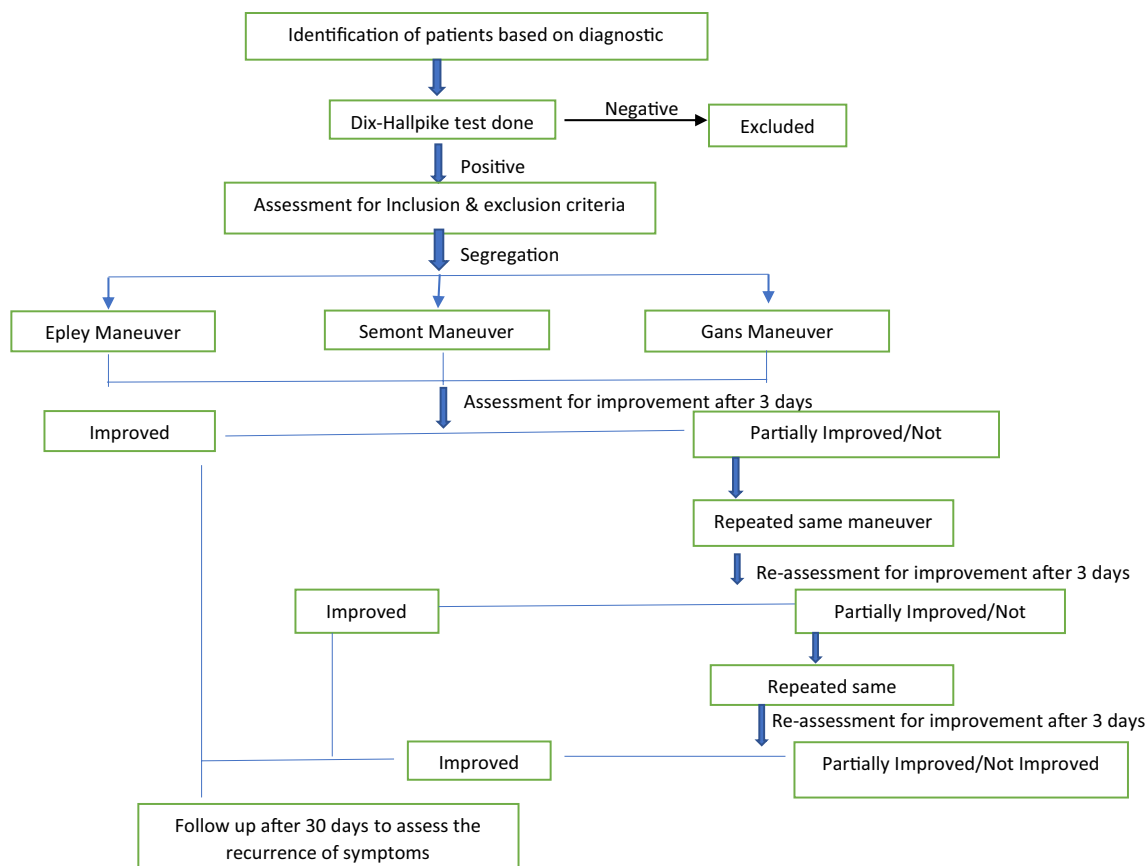 Identification of patients based on diagnostic
Dix-Hallpike test done
Negative
Excluded
Positive
Assessment for Inclusion & exclusion criteria
Segregation
Epley Maneuver
Semont Maneuver
Gans Maneuver
Assessment for improvement after 3 days
Improved
Partially Improved/Not
Repeated same maneuver
Re-assessment for improvement after 3 days
Improved
Partially Improved/Not
Repeated same
Re-assessment for improvement after 3 days
Improved
Partially Improved/Not Improved
Follow up after 30 days to assess the
recurrence of symptoms